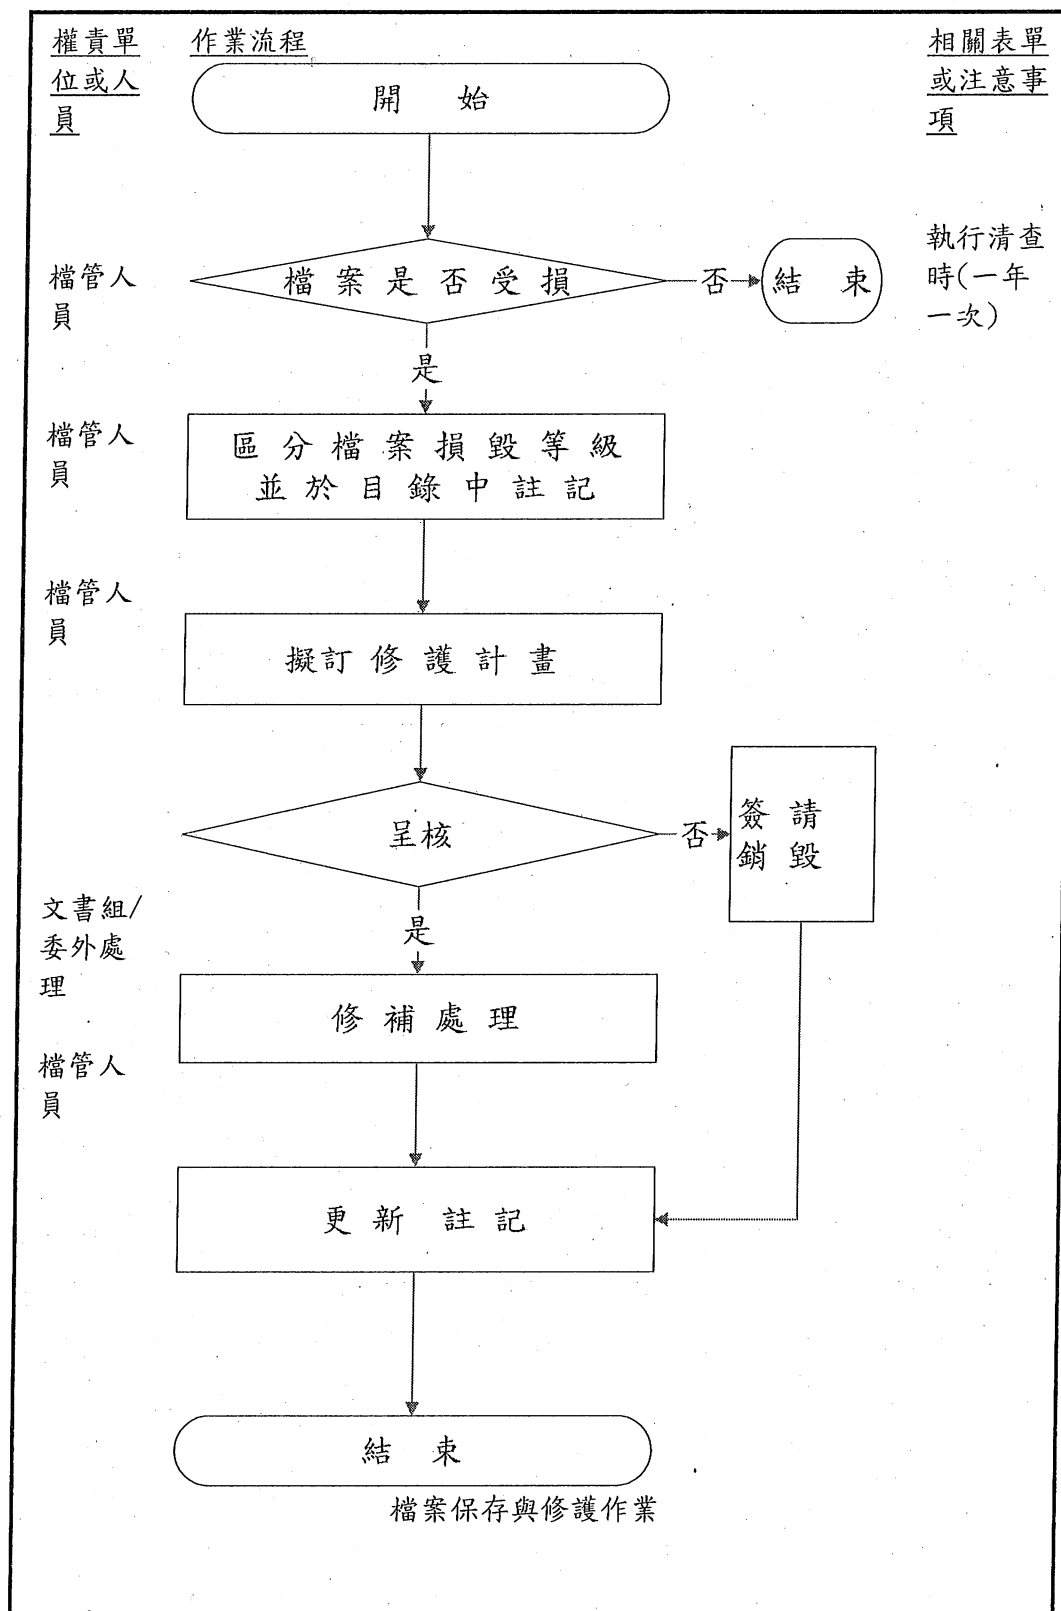 權責單
位或人
員
作業流程
相關表單
或注意事
項
開 始
檔管人
員
檔案是否受損
否
結 束
執行清查
時(一年
一次)
是
檔管人
員
區分檔案損毀等級
並於目錄中註記
檔管人
員
擬訂修護計畫
呈核
否
簽請
銷毀
文書組/
委外處
理
是
修補處理
檔管人
員
更新 註記
結 束
檔案保存與修護作業